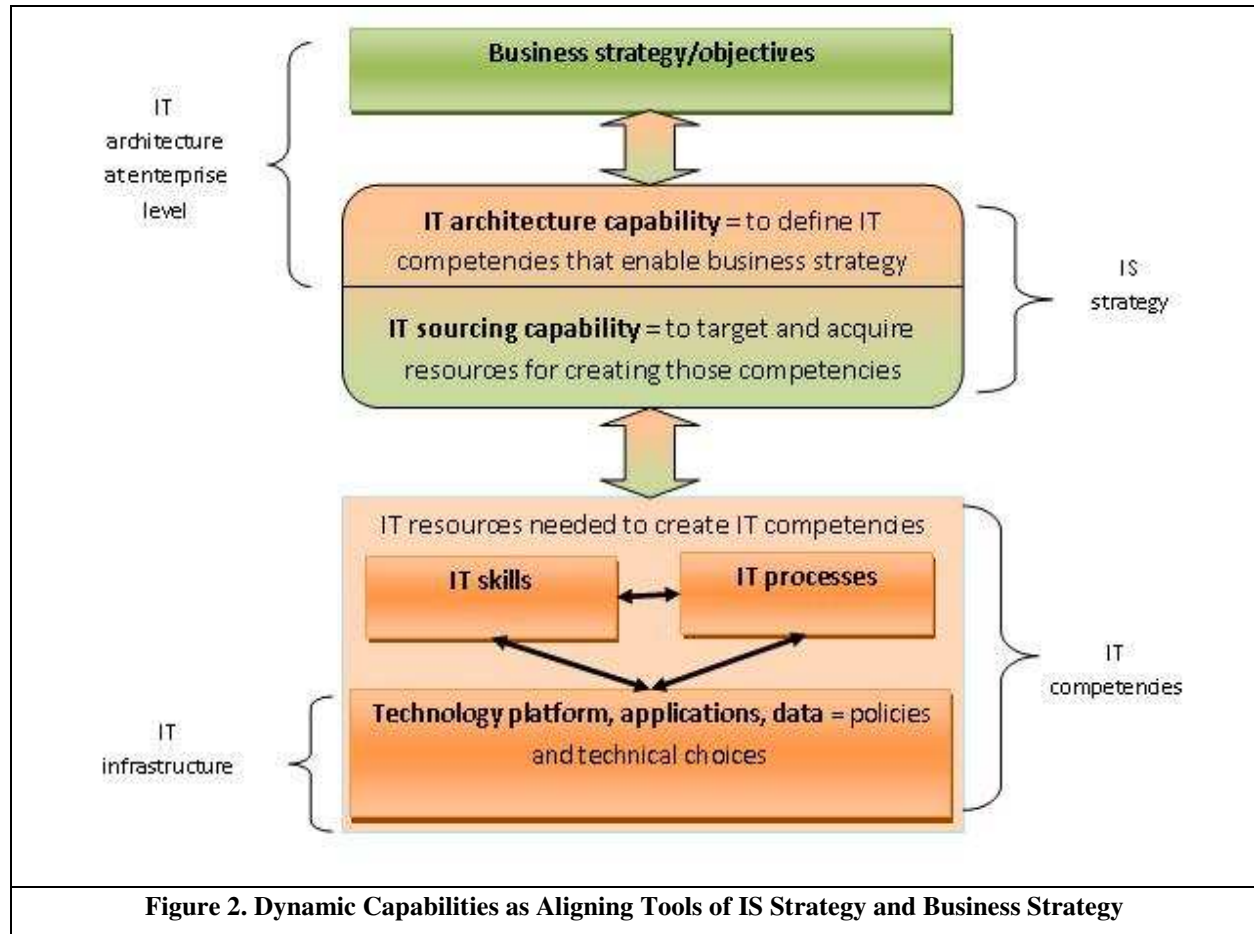 Business strategy/objectives
IT
architecture
at enterprise
level
IT architecture capability = to define IT
competencies that enable business strategy
IT sourcing capability = to target and acquire
resources for creating those competencies
IS
strategy
IT resources needed to create IT competencies
IT skills
IT processes
Technology platform, applications, data = policies
and technical choices
IT
infrastructure
IT
competencies
Figure 2. Dynamic Capabilities as Aligning Tools of IS Strategy and Business Strategy